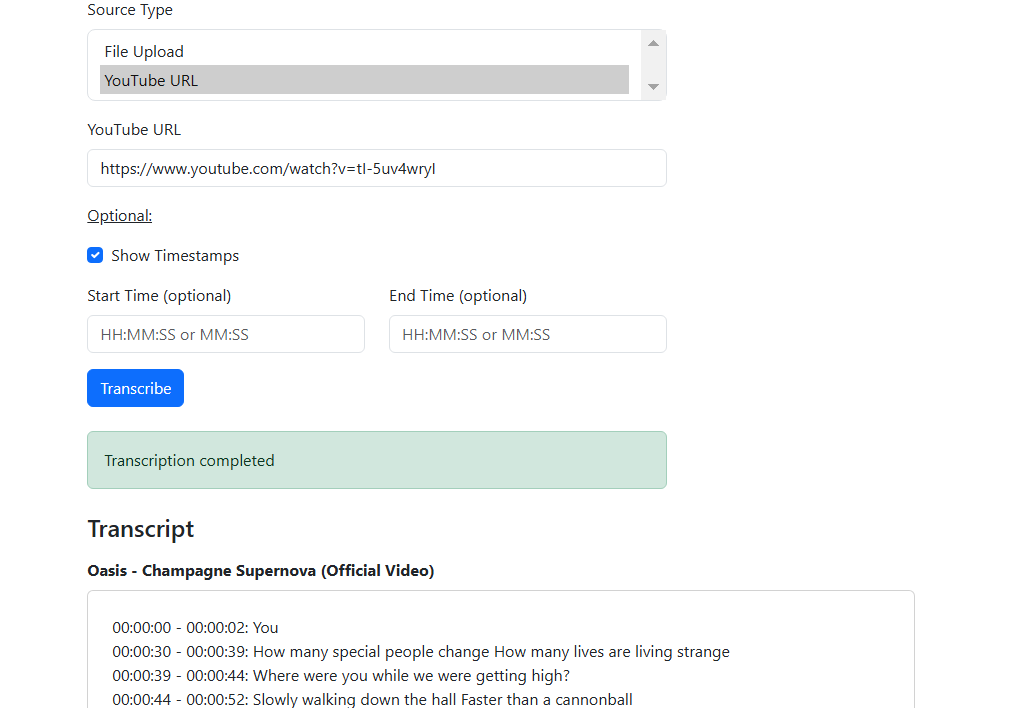 Source Type
File Upload
YouTube URL
YouTube URL
https://www.youtube.com/watch?v=tI-5uv4wryI
Optional:
Show Timestamps
Start Time (optional)
End Time (optional)
HH:MM:SS or MM:SS
HH:MM:SS or MM:SS
Transcribe
Transcription completed
Transcript
Oasis - Champagne Supernova (Official Video)
00:00:00 - 00:00:02: You
00:00:30 - 00:00:39: How many special people change How many lives are living strange
00:00:39 - 00:00:44: Where were you while we were getting high?
00:00:44 - 00:00:52: Slowly walking down the hall Faster than a cannonball